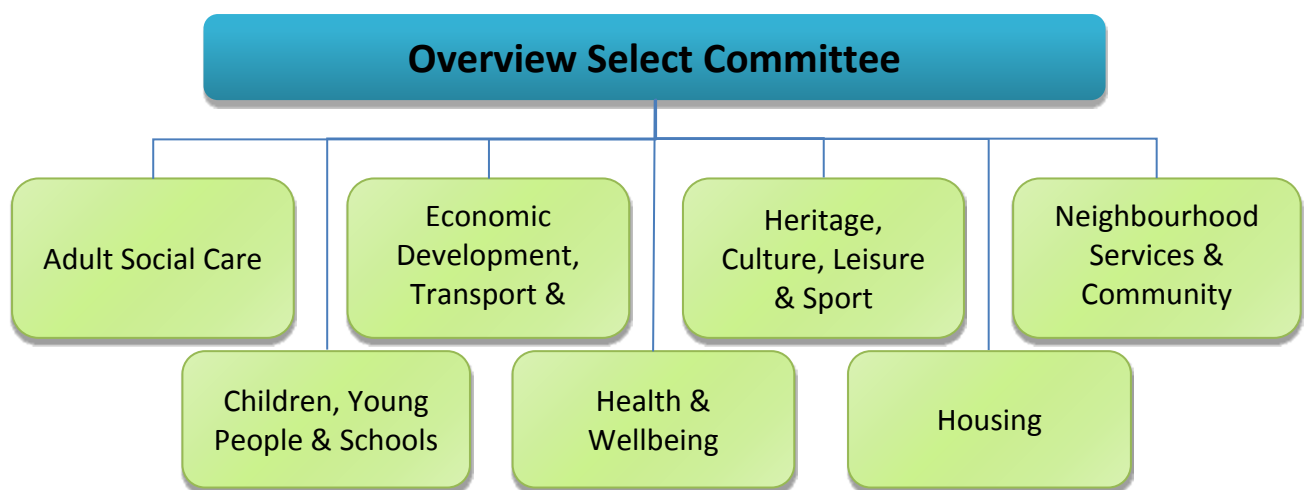 Overview Select Committee
Adult Social Care
Economic
Development,
Transport &
Heritage,
Culture, Leisure
& Sport
Neighbourhood
Services &
Community
Children, Young
People & Schools
Health &
Wellbeing
Housing